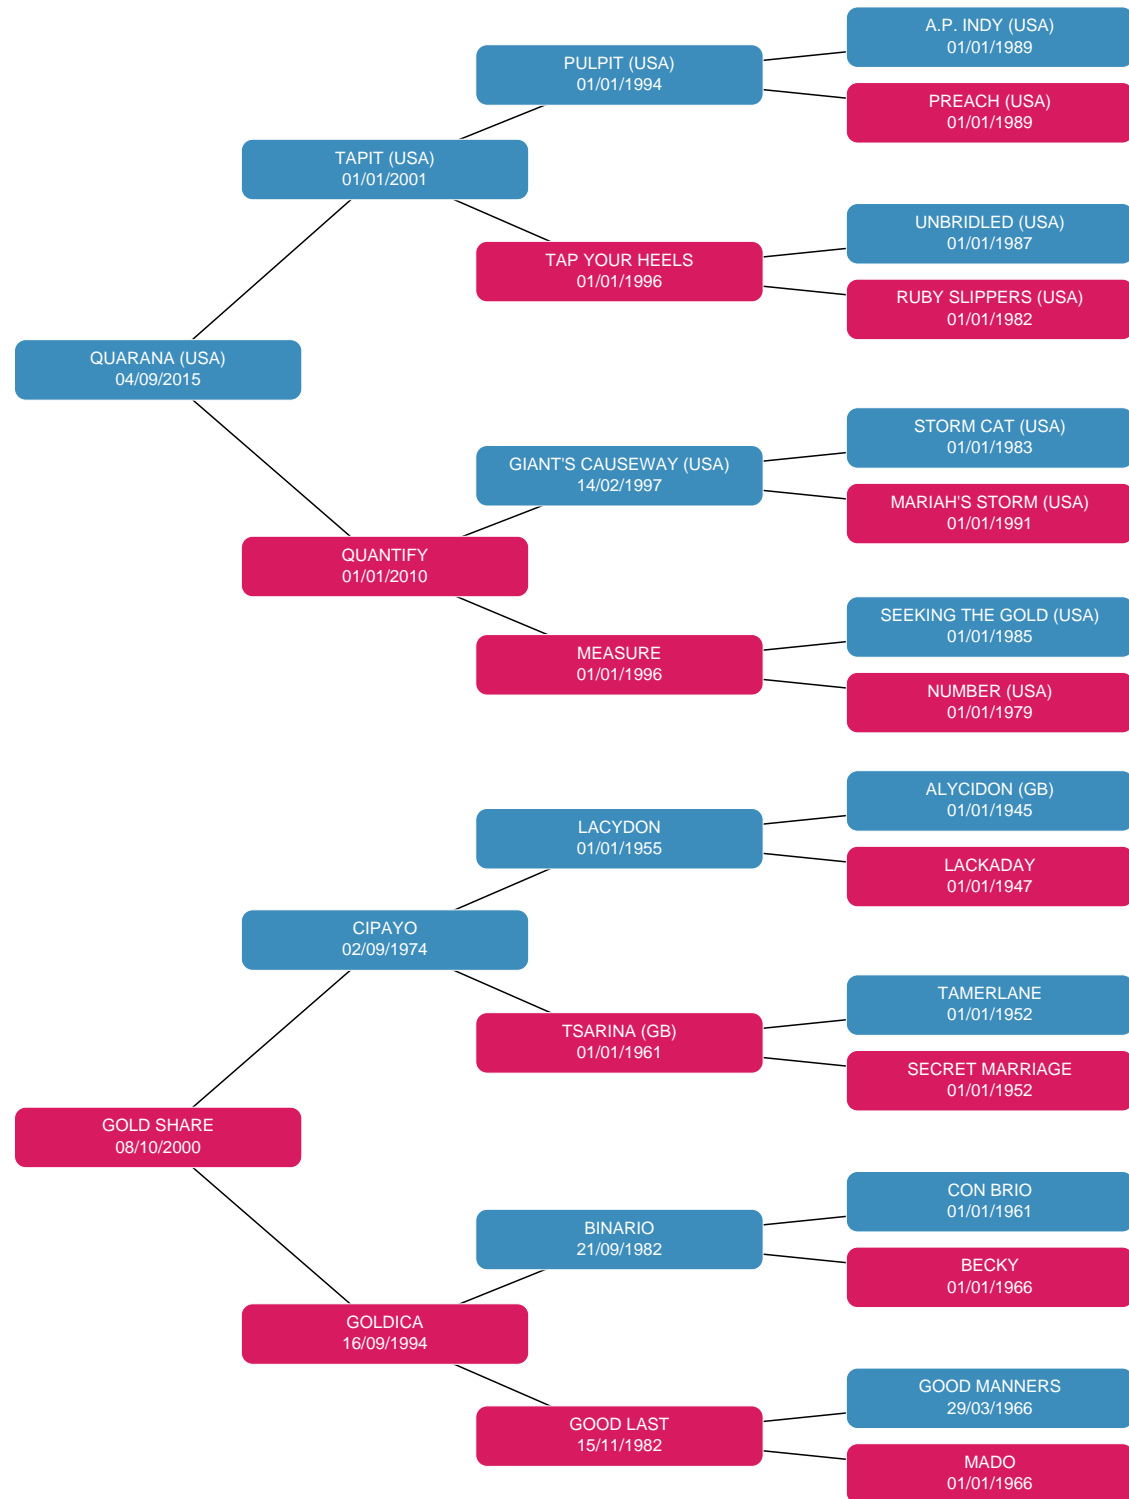 A.P. INDY (USA)
01/01/1989
PULPIT (USA)
01/01/1994
PREACH (USA)
01/01/1989
TAPIT (USA)
01/01/2001
UNBRIDLED (USA)
01/01/1987
TAP YOUR HEELS
01/01/1996
RUBY SLIPPERS (USA)
01/01/1982
QUARANA (USA)
04/09/2015
STORM CAT (USA)
01/01/1983
GIANT'S CAUSEWAY (USA)
14/02/1997
MARIAH'S STORM (USA)
01/01/1991
QUANTIFY
01/01/2010
SEEKING THE GOLD (USA)
01/01/1985
MEASURE
01/01/1996
NUMBER (USA)
01/01/1979
ALYCIDON (GB)
01/01/1945
LACYDON
01/01/1955
LACKADAY
01/01/1947
CIPAYO
02/09/1974
TAMERLANE
01/01/1952
TSARINA (GB)
01/01/1961
SECRET MARRIAGE
01/01/1952
GOLD SHARE
08/10/2000
CON BRIO
01/01/1961
BINARIO
21/09/1982
BECKY
01/01/1966
GOLDICA
16/09/1994
GOOD MANNERS
29/03/1966
GOOD LAST
15/11/1982
MADO
01/01/1966